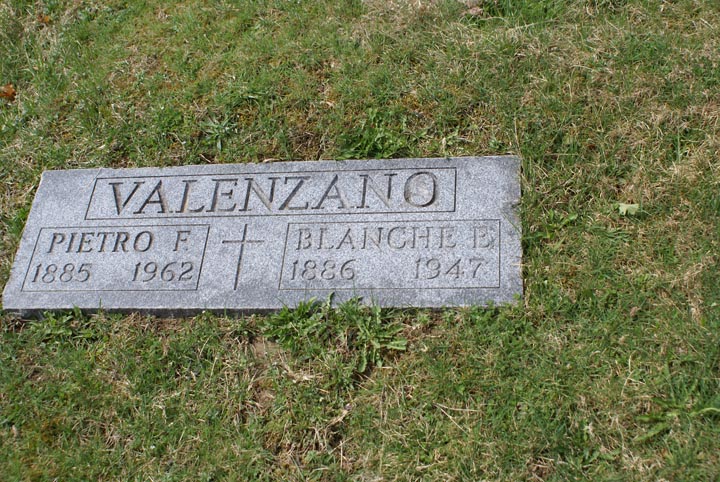 VALENZANO
PIETRO F.
1885 1962
BLANCHE E.
1886 1947